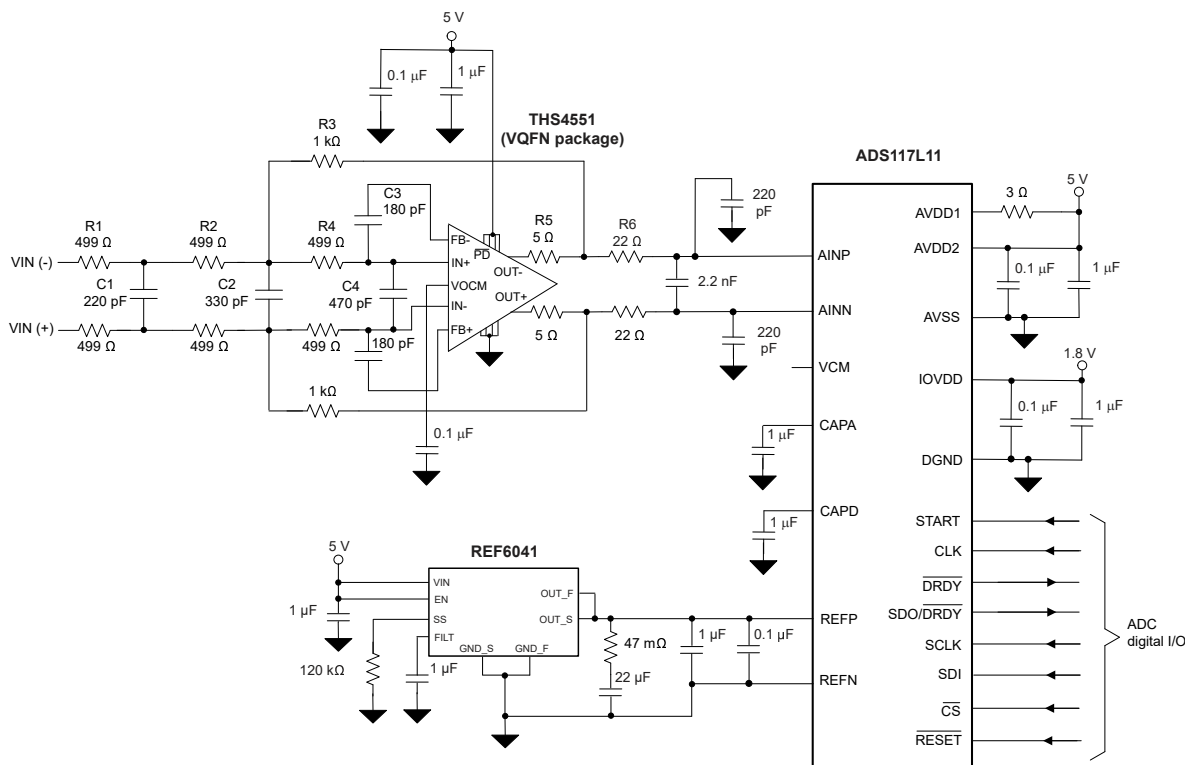 5 V
0.1 µF
1 µF
R3
1 kΩ
THS4551
(VQFN package)
C3
180 pF
R1
499 Ω
R2
499 Ω
R4
499 Ω
VIN (-)
C1
220 pF
C2
330 pF
C4
470 pF
VIN (+)
499 Ω
499 Ω
499 Ω
180 pF
1 kΩ
0.1 µF
FB-
IN+
VOCM
IN-
FB+
PD
OUT-
OUT+
R5
5 Ω
R6
22 Ω
5 Ω
22 Ω
2.2 nF
220
pF
220
pF
ADS117L11
AINP
AINN
VCM
CAPA
CAPD
REFP
REFN
1 µF
1 µF
AVDD1
AVDD2
AVSS
IOVDD
DGND
START
CLK
DRDY
SDO/DRDY
SCLK
SDI
CS
RESET
3 Ω
5 V
0.1 µF
1 µF
1.8 V
0.1 µF
1 µF
ADC
digital I/O
REF6041
5 V
1 µF
120 kΩ
1 µF
VIN
EN
SS
FILT
GND_S
GND_F
OUT_F
OUT_S
47 mΩ
22 µF
1 µF
0.1 µF